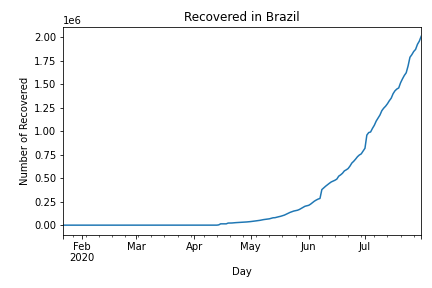 Recovered in Brazil
1e6
2.00
1.75
1.50
1.25
1.00
0.75
0.50
0.25
0.00
Number of Recovered
Feb Mar Apr May Jun Jul
2020
Day